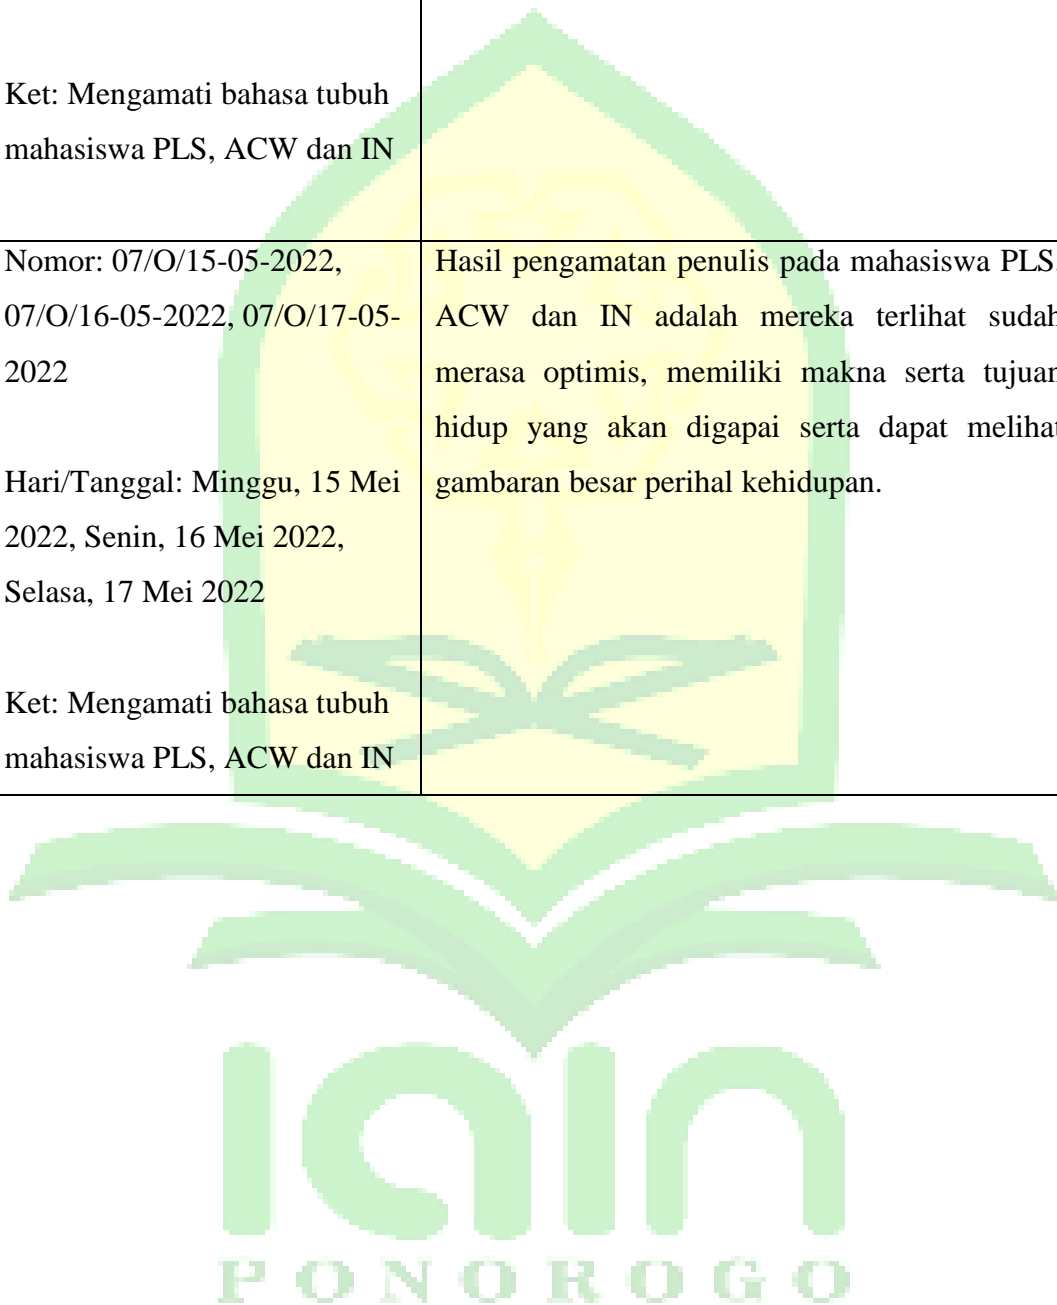 Ket: Mengamati bahasa tubuh
mahasiswa PLS, ACW dan IN
Nomor: 07/O/15-05-2022,
07/O/16-05-2022, 07/O/17-05-
2022
Hari/Tanggal: Minggu, 15 Mei
2022, Senin, 16 Mei 2022,
Selasa, 17 Mei 2022
Ket: Mengamati bahasa tubuh
mahasiswa PLS, ACW dan IN
Hasil pengamatan penulis pada mahasiswa PLS,
ACW dan IN adalah mereka terlihat sudah
merasa optimis, memiliki makna serta tujuan
hidup yang akan digapai serta dapat melihat
gambaran besar perihal kehidupan.
iain
PONOROGO